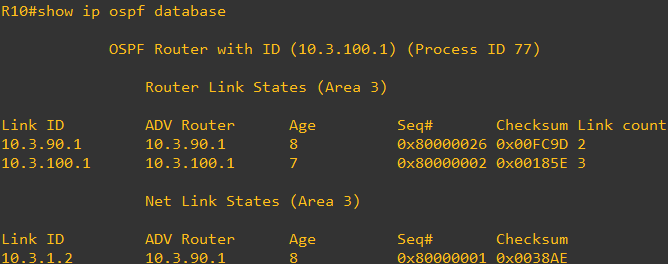 R10#show ip ospf database
OSPF Router with ID (10.3.100.1) (Process ID 77)
Router Link States (Area 3)
Link ID ADV Router Age Seq# Checksum Link count
10.3.90.1 10.3.90.1 8 0x80000026 0x00FC9D 2
10.3.100.1 10.3.100.1 7 0x80000002 0x00185E 3
Net Link States (Area 3)
Link ID ADV Router Age Seq# Checksum
10.3.1.2 10.3.90.1 8 0x80000001 0x0038AE